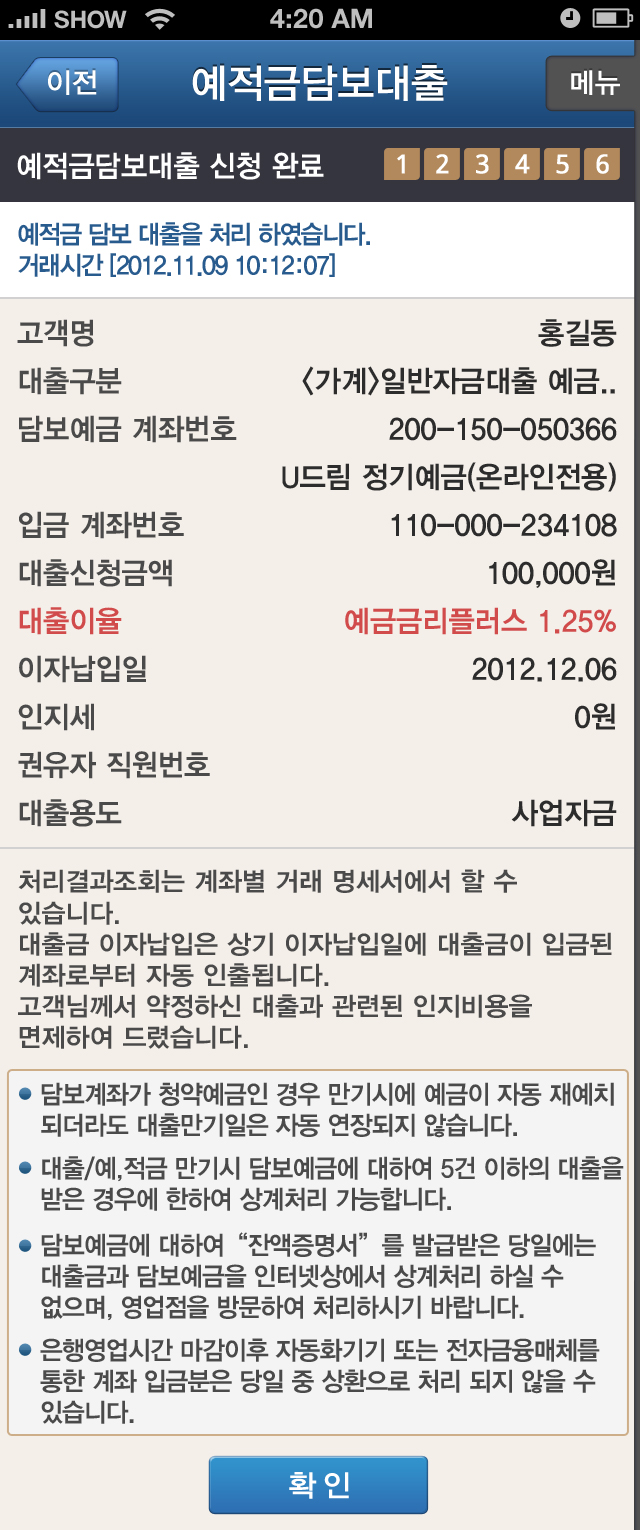 SHOW 4:20 AM
이전 예적금담보대출 메뉴
예적금담보대출 신청 완료 1 2 3 4 5 6
예적금 담보 대출을 처리 하였습니다.
거래시간 [2012.11.09 10:12:07]
고객명 홍길동
대출구분 <가계>일반자금대출 예금..
담보예금 계좌번호 200-150-050366
U드림 정기예금(온라인전용)
입금 계좌번호 110-000-234108
대출신청금액 100,000원
대출이율 예금금리플러스 1.25%
이자납입일 2012.12.06
인지세 0원
권유자 직원번호
대출용도 사업자금
처리결과조회는 계좌별 거래 명세서에서 할 수
있습니다.
대출금 이자납입은 상기 이자납입일에 대출금이 입금된
계좌로부터 자동 인출됩니다.
고객님께서 약정하신 대출과 관련된 인지비용을
면제하여 드렸습니다.
담보계좌가 청약예금인 경우 만기시에 예금이 자동 재예치
되더라도 대출만기일은 자동 연장되지 않습니다.
대출/예,적금 만기시 담보예금에 대하여 5건 이하의 대출을
받은 경우에 한하여 상계처리 가능합니다.
담보예금에 대하여 “잔액증명서” 를 발급받은 당일에는
대출금과 담보예금을 인터넷상에서 상계처리 하실 수
없으며, 영업점을 방문하여 처리하시기 바랍니다.
은행영업시간 마감이후 자동화기기 또는 전자금융매체를
통한 계좌 입금분은 당일 중 상환으로 처리 되지 않을 수
있습니다.
확인